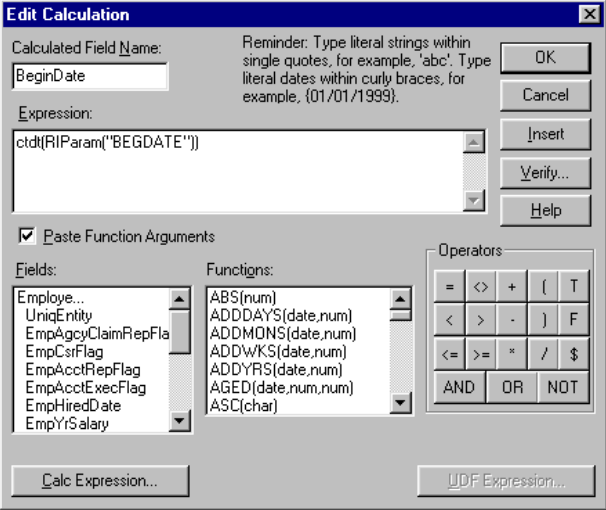 Edit Calculation
Calculated Field Name:
BeginDate
Reminder: Type literal strings within
single quotes, for example, 'abc'. Type
literal dates within curly braces, for
example, {01/01/1999}.
OK
Cancel
Insert
Verify...
Help
Expression:
ctdt(RIParam("BEGDATE"))
Paste Function Arguments
Fields:
Employe...
UniqEntity
EmpAgcyClaimRepFla
EmpCsrFlag
EmpAcctRepFlag
EmpAcctExecFlag
EmpHiredDate
EmpYrSalary
Functions:
ABS(num)
ADDDAYS(date,num)
ADDMONS(date,num)
ADDWKS(date,num)
ADDYRS(date,num)
AGED(date,num,num)
ASC(char)
Operators
= <> + ( T
< > - ) F
<= >= * / $
AND OR NOT
Calc Expression...
UDF Expression...